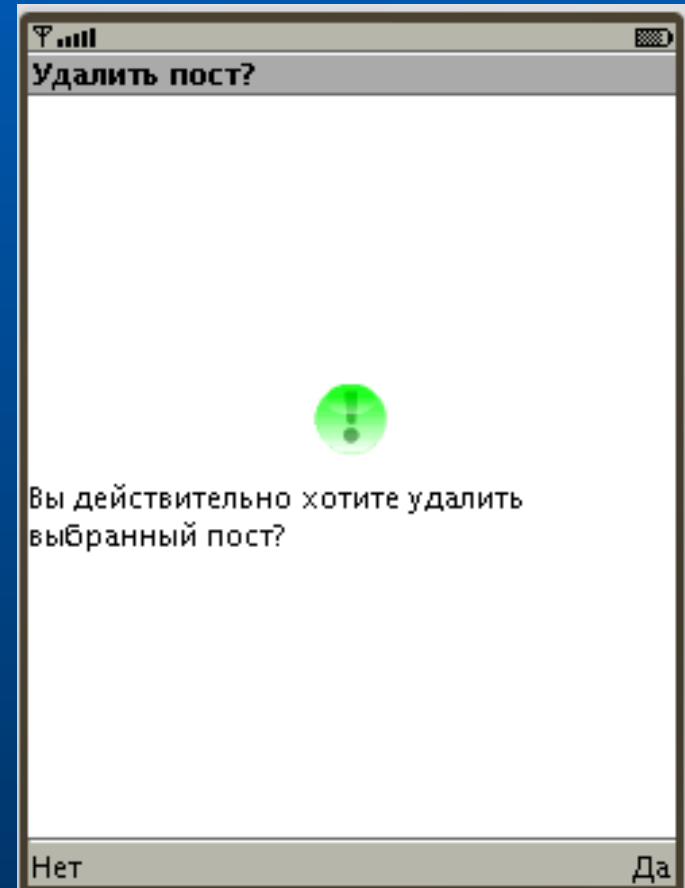 Удалить пост?
Вы действительно хотите удалить
выбранный пост?
Нет Да